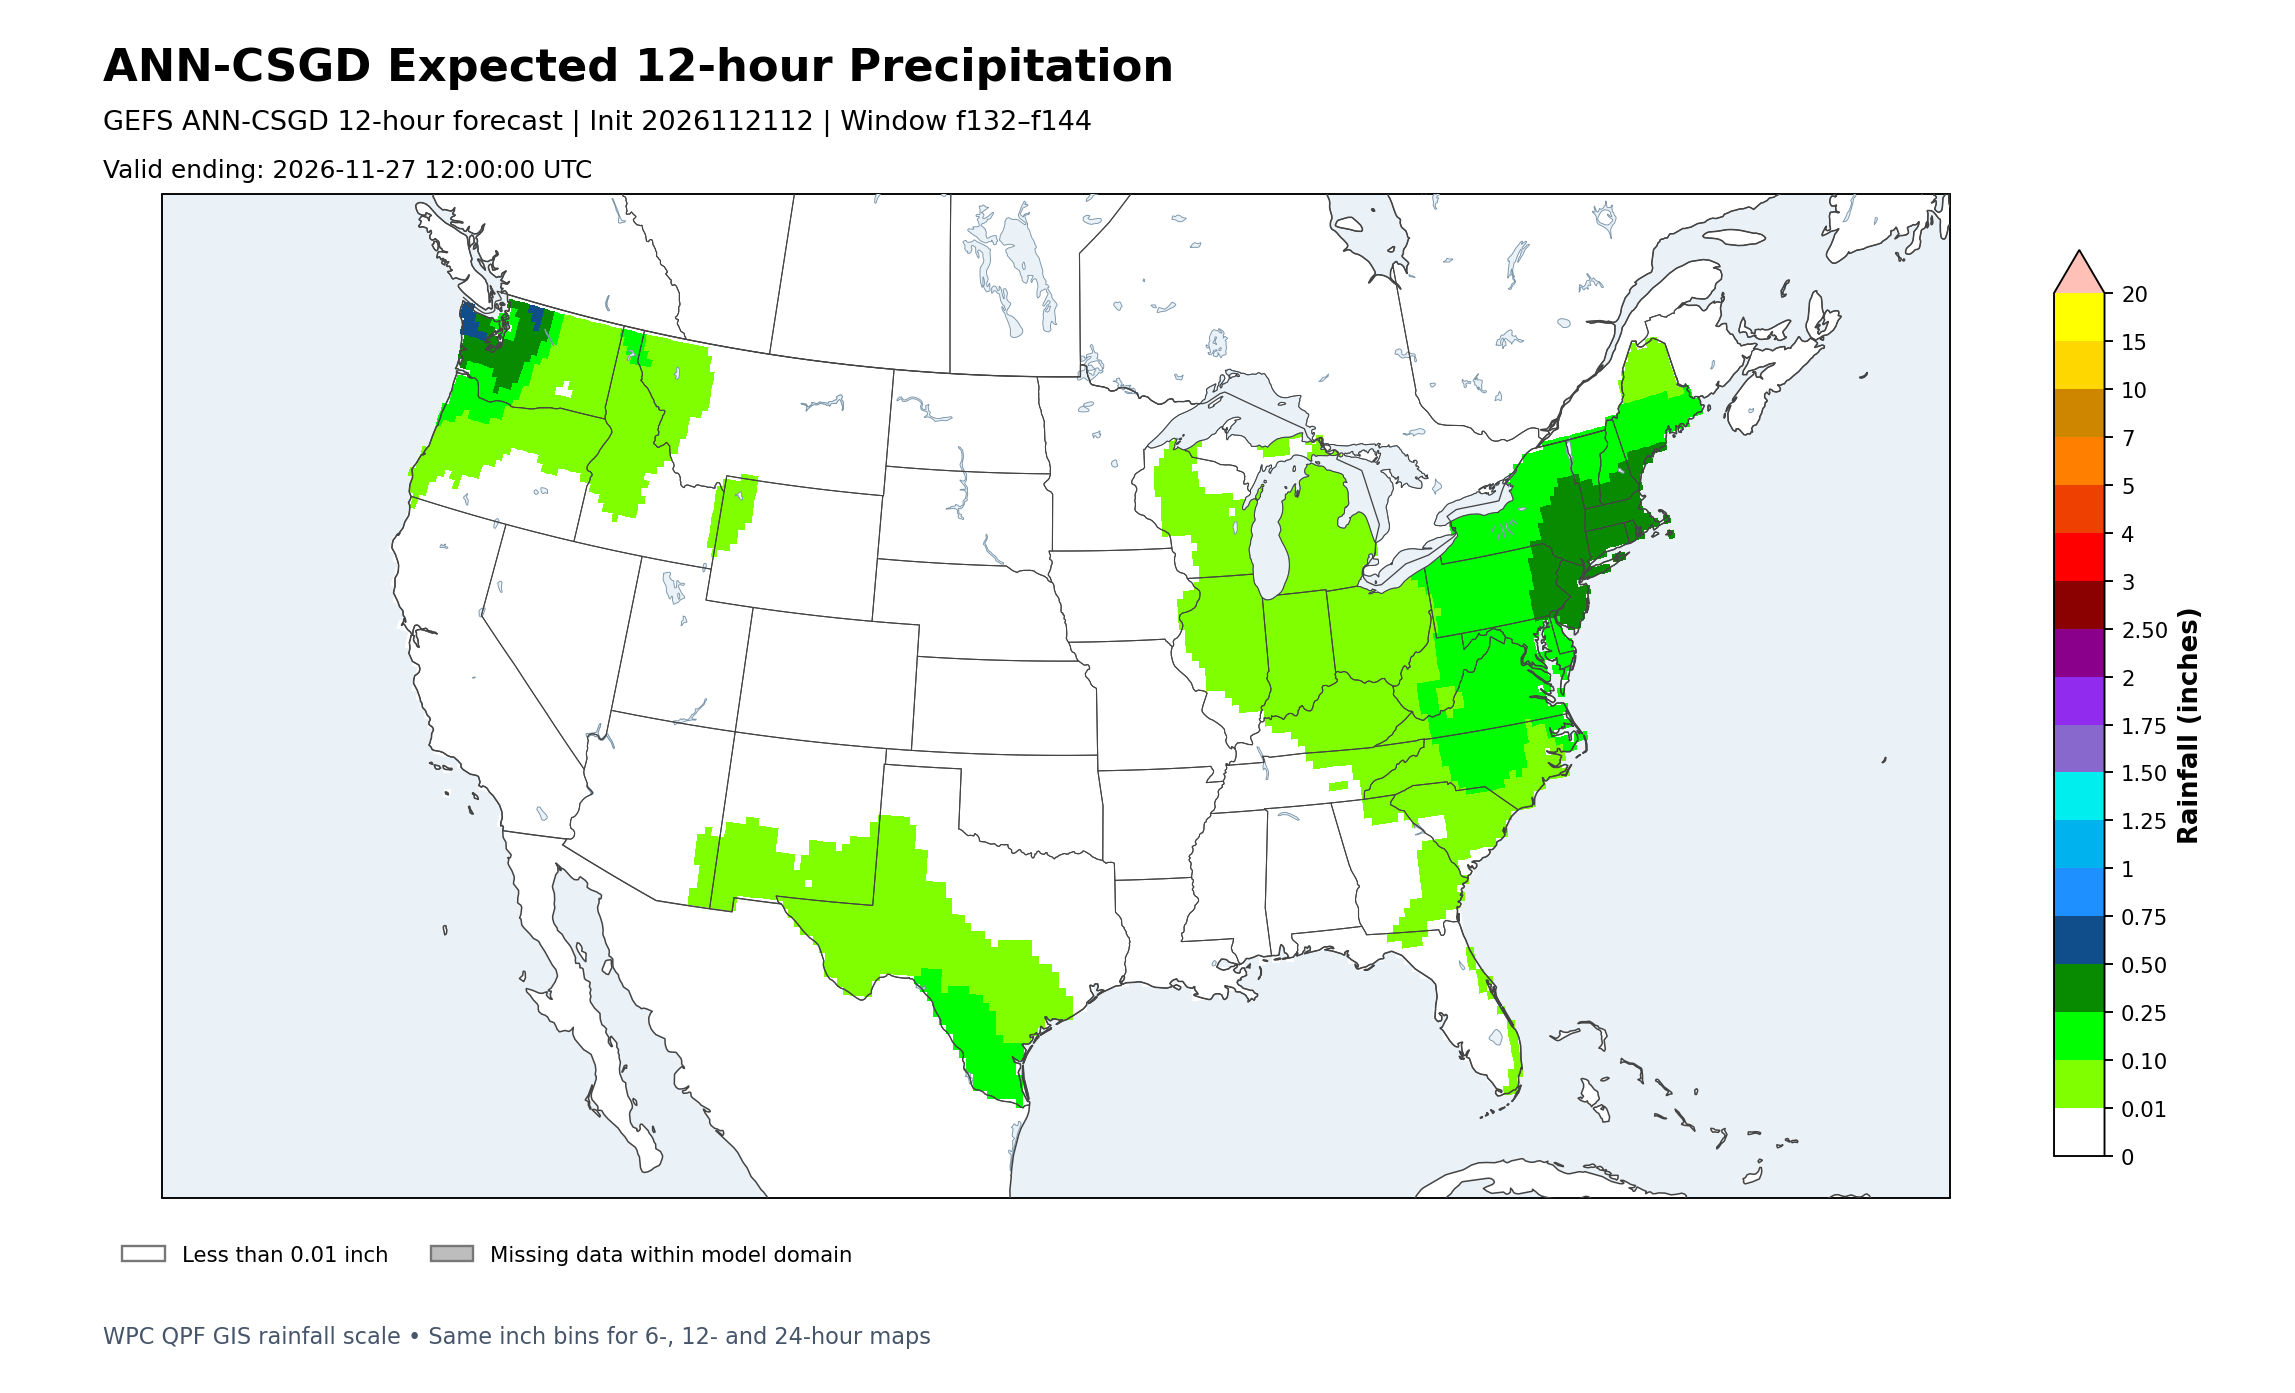 ANN-CSGD Expected 12-hour Precipitation
GEFS ANN-CSGD 12-hour forecast | Init 2026112112 | Window f132–f144
Valid ending: 2026-11-27 12:00:00 UTC
20
15
10
7
5
4
3
2.50
2
1.75
1.50
1.25
1
0.75
0.50
0.25
0.10
0.01
0
Rainfall (inches)
Less than 0.01 inch
Missing data within model domain
WPC QPF GIS rainfall scale • Same inch bins for 6-, 12- and 24-hour maps